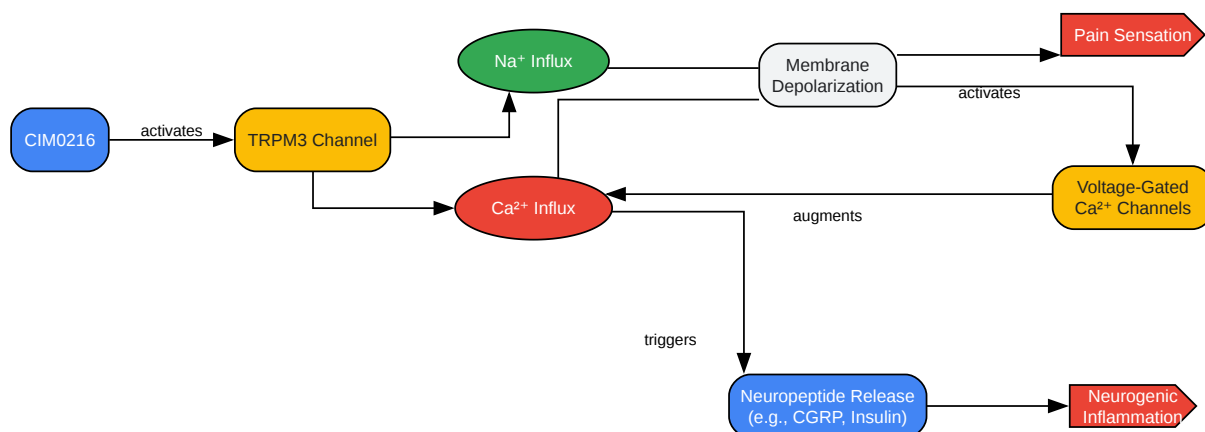 Pain Sensation
Na⁺ Influx
Membrane
Depolarization
activates
CIM0216
activates
TRPM3 Channel
Ca²⁺ Influx
Voltage-Gated
Ca²⁺ Channels
augments
triggers
Neuropeptide Release
(e.g., CGRP, Insulin)
Neurogenic
Inflammation